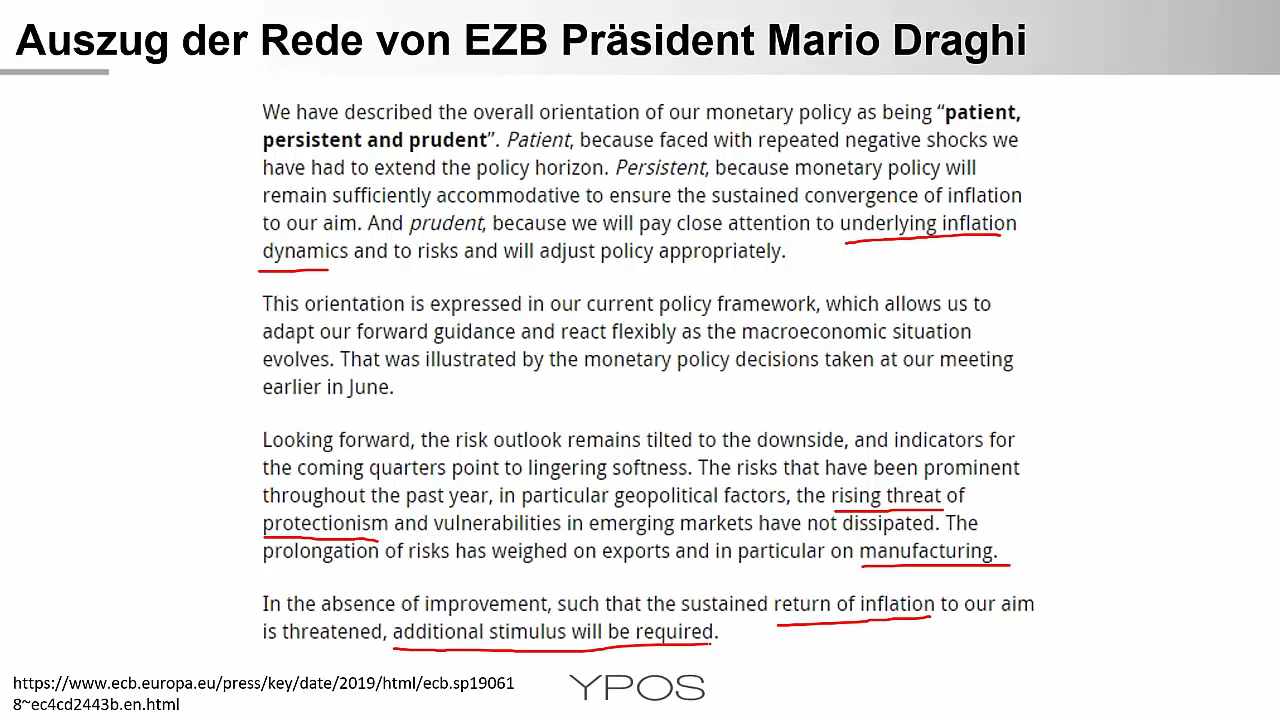 Auszug der Rede von EZB Präsident Mario Draghi
We have described the overall orientation of our monetary policy as being “patient,
persistent and prudent”. Patient, because faced with repeated negative shocks we
have had to extend the policy horizon. Persistent, because monetary policy will
remain sufficiently accommodative to ensure the sustained convergence of inflation
to our aim. And prudent, because we will pay close attention to underlying inflation
dynamics and to risks and will adjust policy appropriately.
This orientation is expressed in our current policy framework, which allows us to
adapt our forward guidance and react flexibly as the macroeconomic situation
evolves. That was illustrated by the monetary policy decisions taken at our meeting
earlier in June.
Looking forward, the risk outlook remains tilted to the downside, and indicators for
the coming quarters point to lingering softness. The risks that have been prominent
throughout the past year, in particular geopolitical factors, the rising threat of
protectionism and vulnerabilities in emerging markets have not dissipated. The
prolongation of risks has weighed on exports and in particular on manufacturing.
In the absence of improvement, such that the sustained return of inflation to our aim
is threatened, additional stimulus will be required.
https://www.ecb.europa.eu/press/key/date/2019/html/ecb.sp19061
8~ec4cd2443b.en.html
YPOS